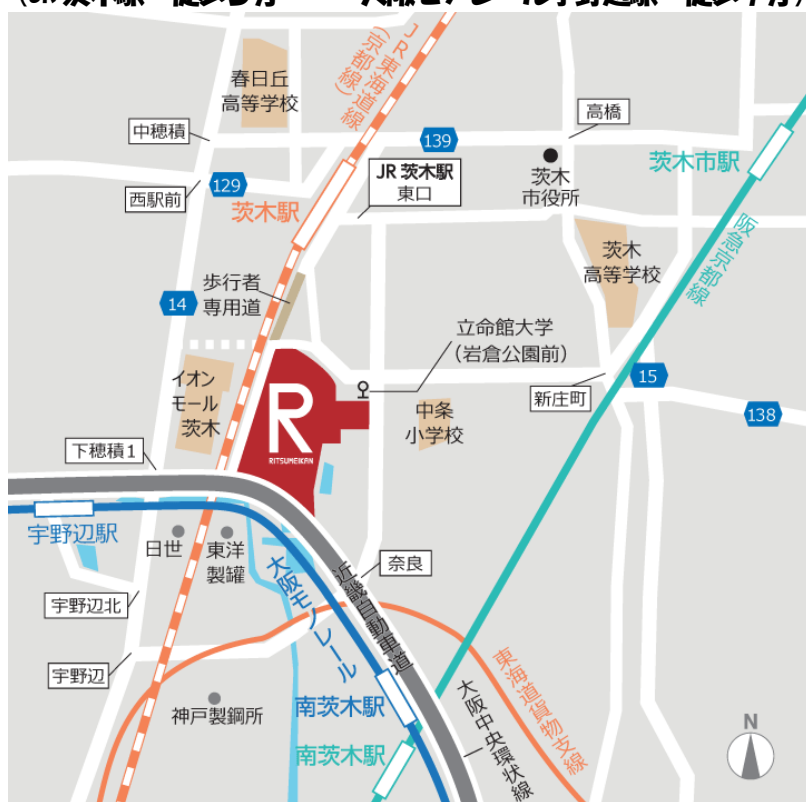 春日丘
高等学校
JR東海道線
(京都線)
中穂積
139
高橋
JR 茨木駅
東口
茨木
市役所
茨木市駅
129
西駅前
茨木駅
阪急京都線
茨木
高等学校
歩行者
専用道
14
立命館大学
(岩倉公園前)
イオン
モール
茨木
R
RITSUMEIKAN
中条
小学校
新庄町
15
138
下穂積1
宇野辺駅
日世
東洋
製罐
大阪モノレール
近畿自動車道
奈良
宇野辺北
宇野辺
神戸製鋼所
南茨木駅
南茨木駅
大阪中央環状線
東海道貨物支線
N